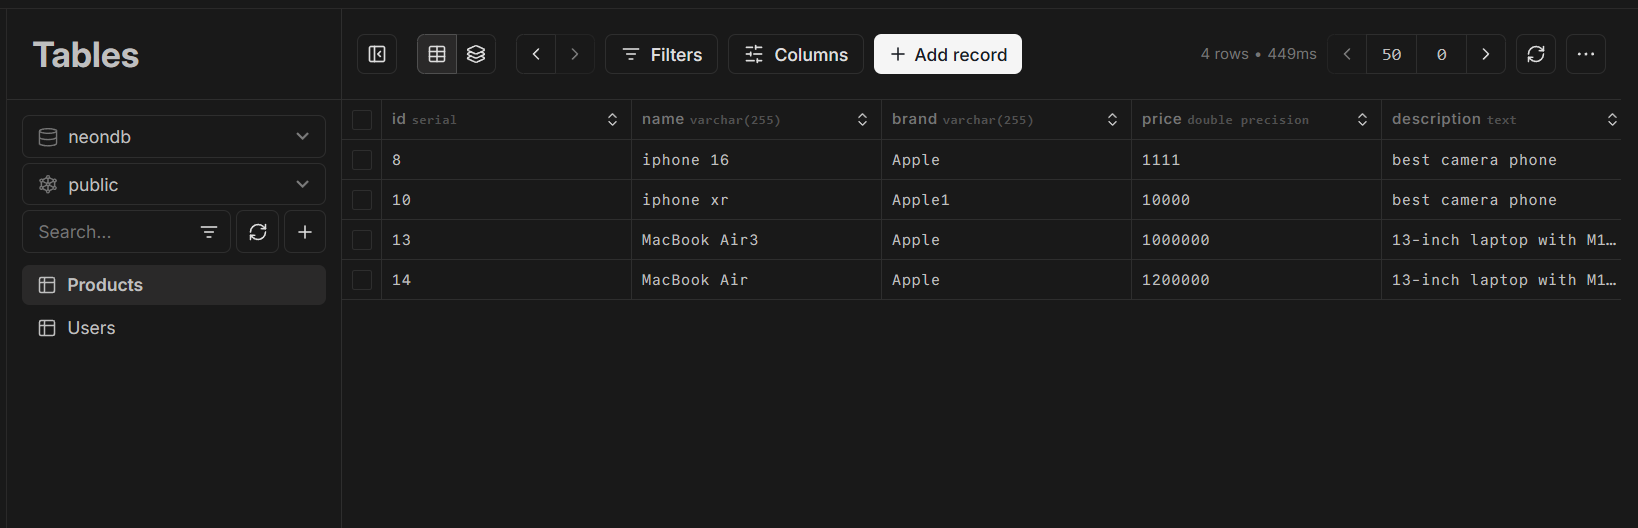 Tables
neondb
public
Search...
Products
Users
Filters
Columns
Add record
4 rows • 449ms
50
0
id serial name varchar(255) brand varchar(255) price double precision description text
8 iphone 16 Apple 1111 best camera phone
10 iphone xr Apple1 10000 best camera phone
13 MacBook Air3 Apple 1000000 13-inch laptop with M1…
14 MacBook Air Apple 1200000 13-inch laptop with M1…